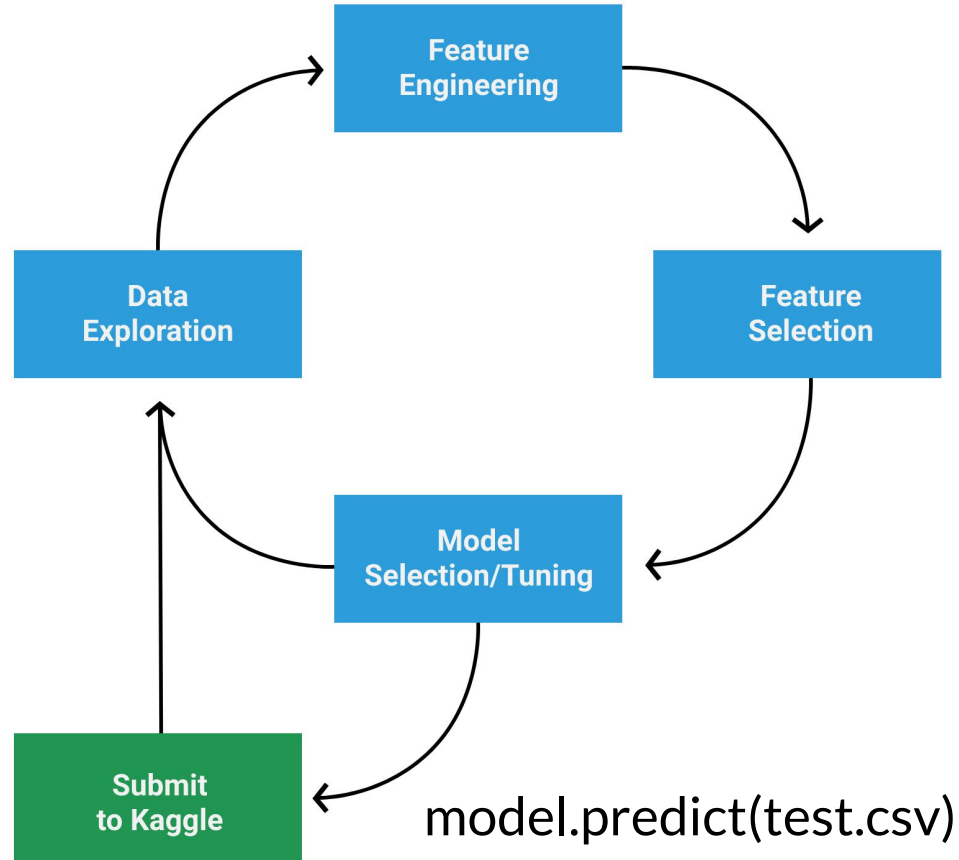 Feature
Engineering
Data
Exploration
Feature
Selection
Model
Selection/Tuning
Submit
to Kaggle
model.predict(test.csv)